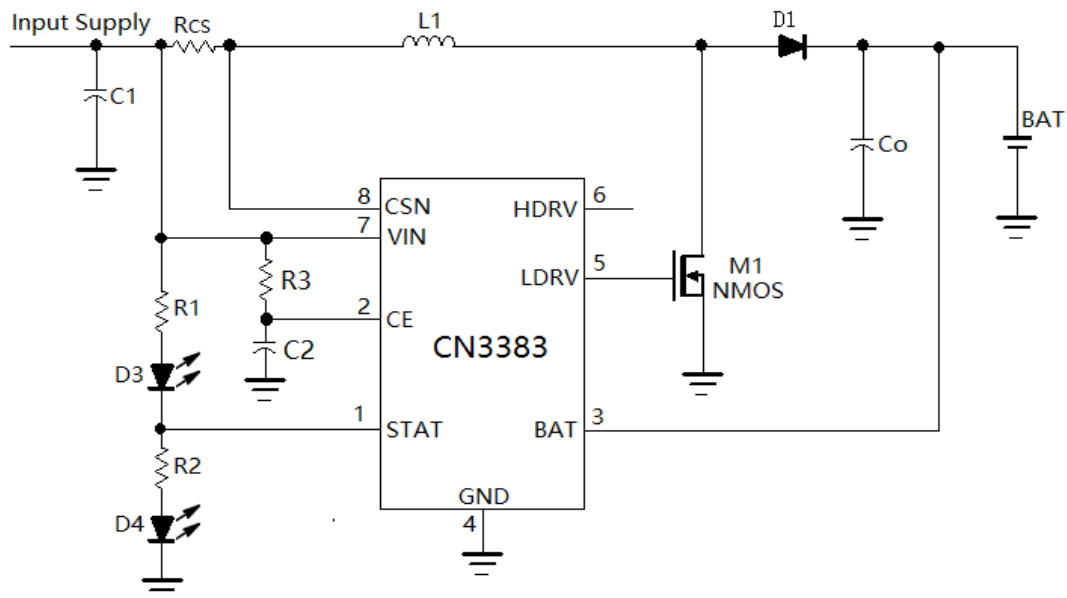 Input Supply
Rcs
L1
D1
C1
Co
BAT
8
CSN
HDRV
6
7
VIN
R3
LDRV
5
M1
NMOS
R1
2
CE
C2
CN3383
D3
1
STAT
BAT
3
R2
GND
4
D4